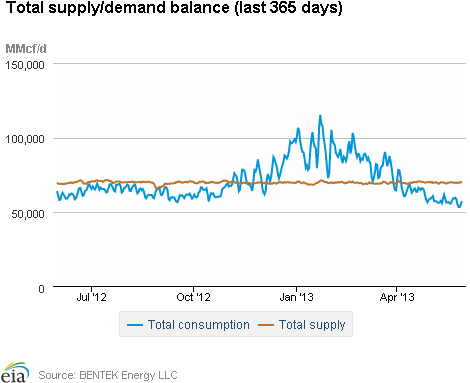 Total supply/demand balance (last 365 days)
MMcf/d
150,000
100,000
50,000
0
Jul '12 Oct '12 Jan '13 Apr '13
Total consumption Total supply
eia Source: BENTEK Energy LLC